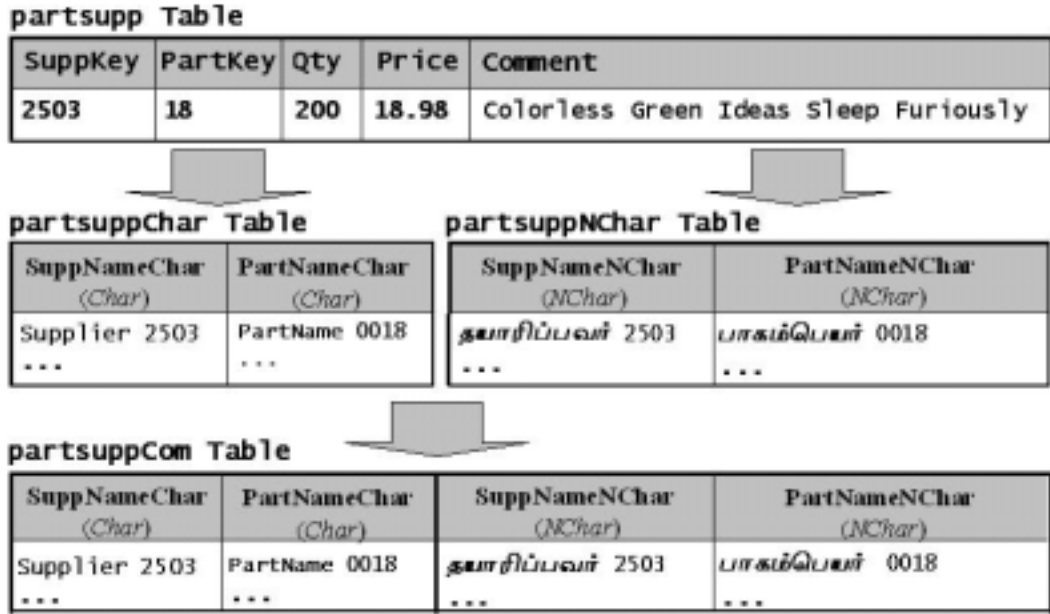 partsupp Table
SuppKey PartKey Qty Price Comment
2503 18 200 18.98 Colorless Green Ideas Sleep Furiously
partsuppChar Table partsuppNChar Table
SuppNameChar PartNameChar SuppNameNChar PartNameNChar
(Char) (Char) (NChar) (NChar)
Supplier 2503 PartName 0018 தயாரிப்பவர் 2503 பாகம்பெயர் 0018
... ... ... ...
partsuppCom Table
SuppNameChar PartNameChar SuppNameNChar PartNameNChar
(Char) (Char) (NChar) (NChar)
Supplier 2503 PartName 0018 தயாரிப்பவர் 2503 பாகம்பெயர் 0018
... ... ... ...